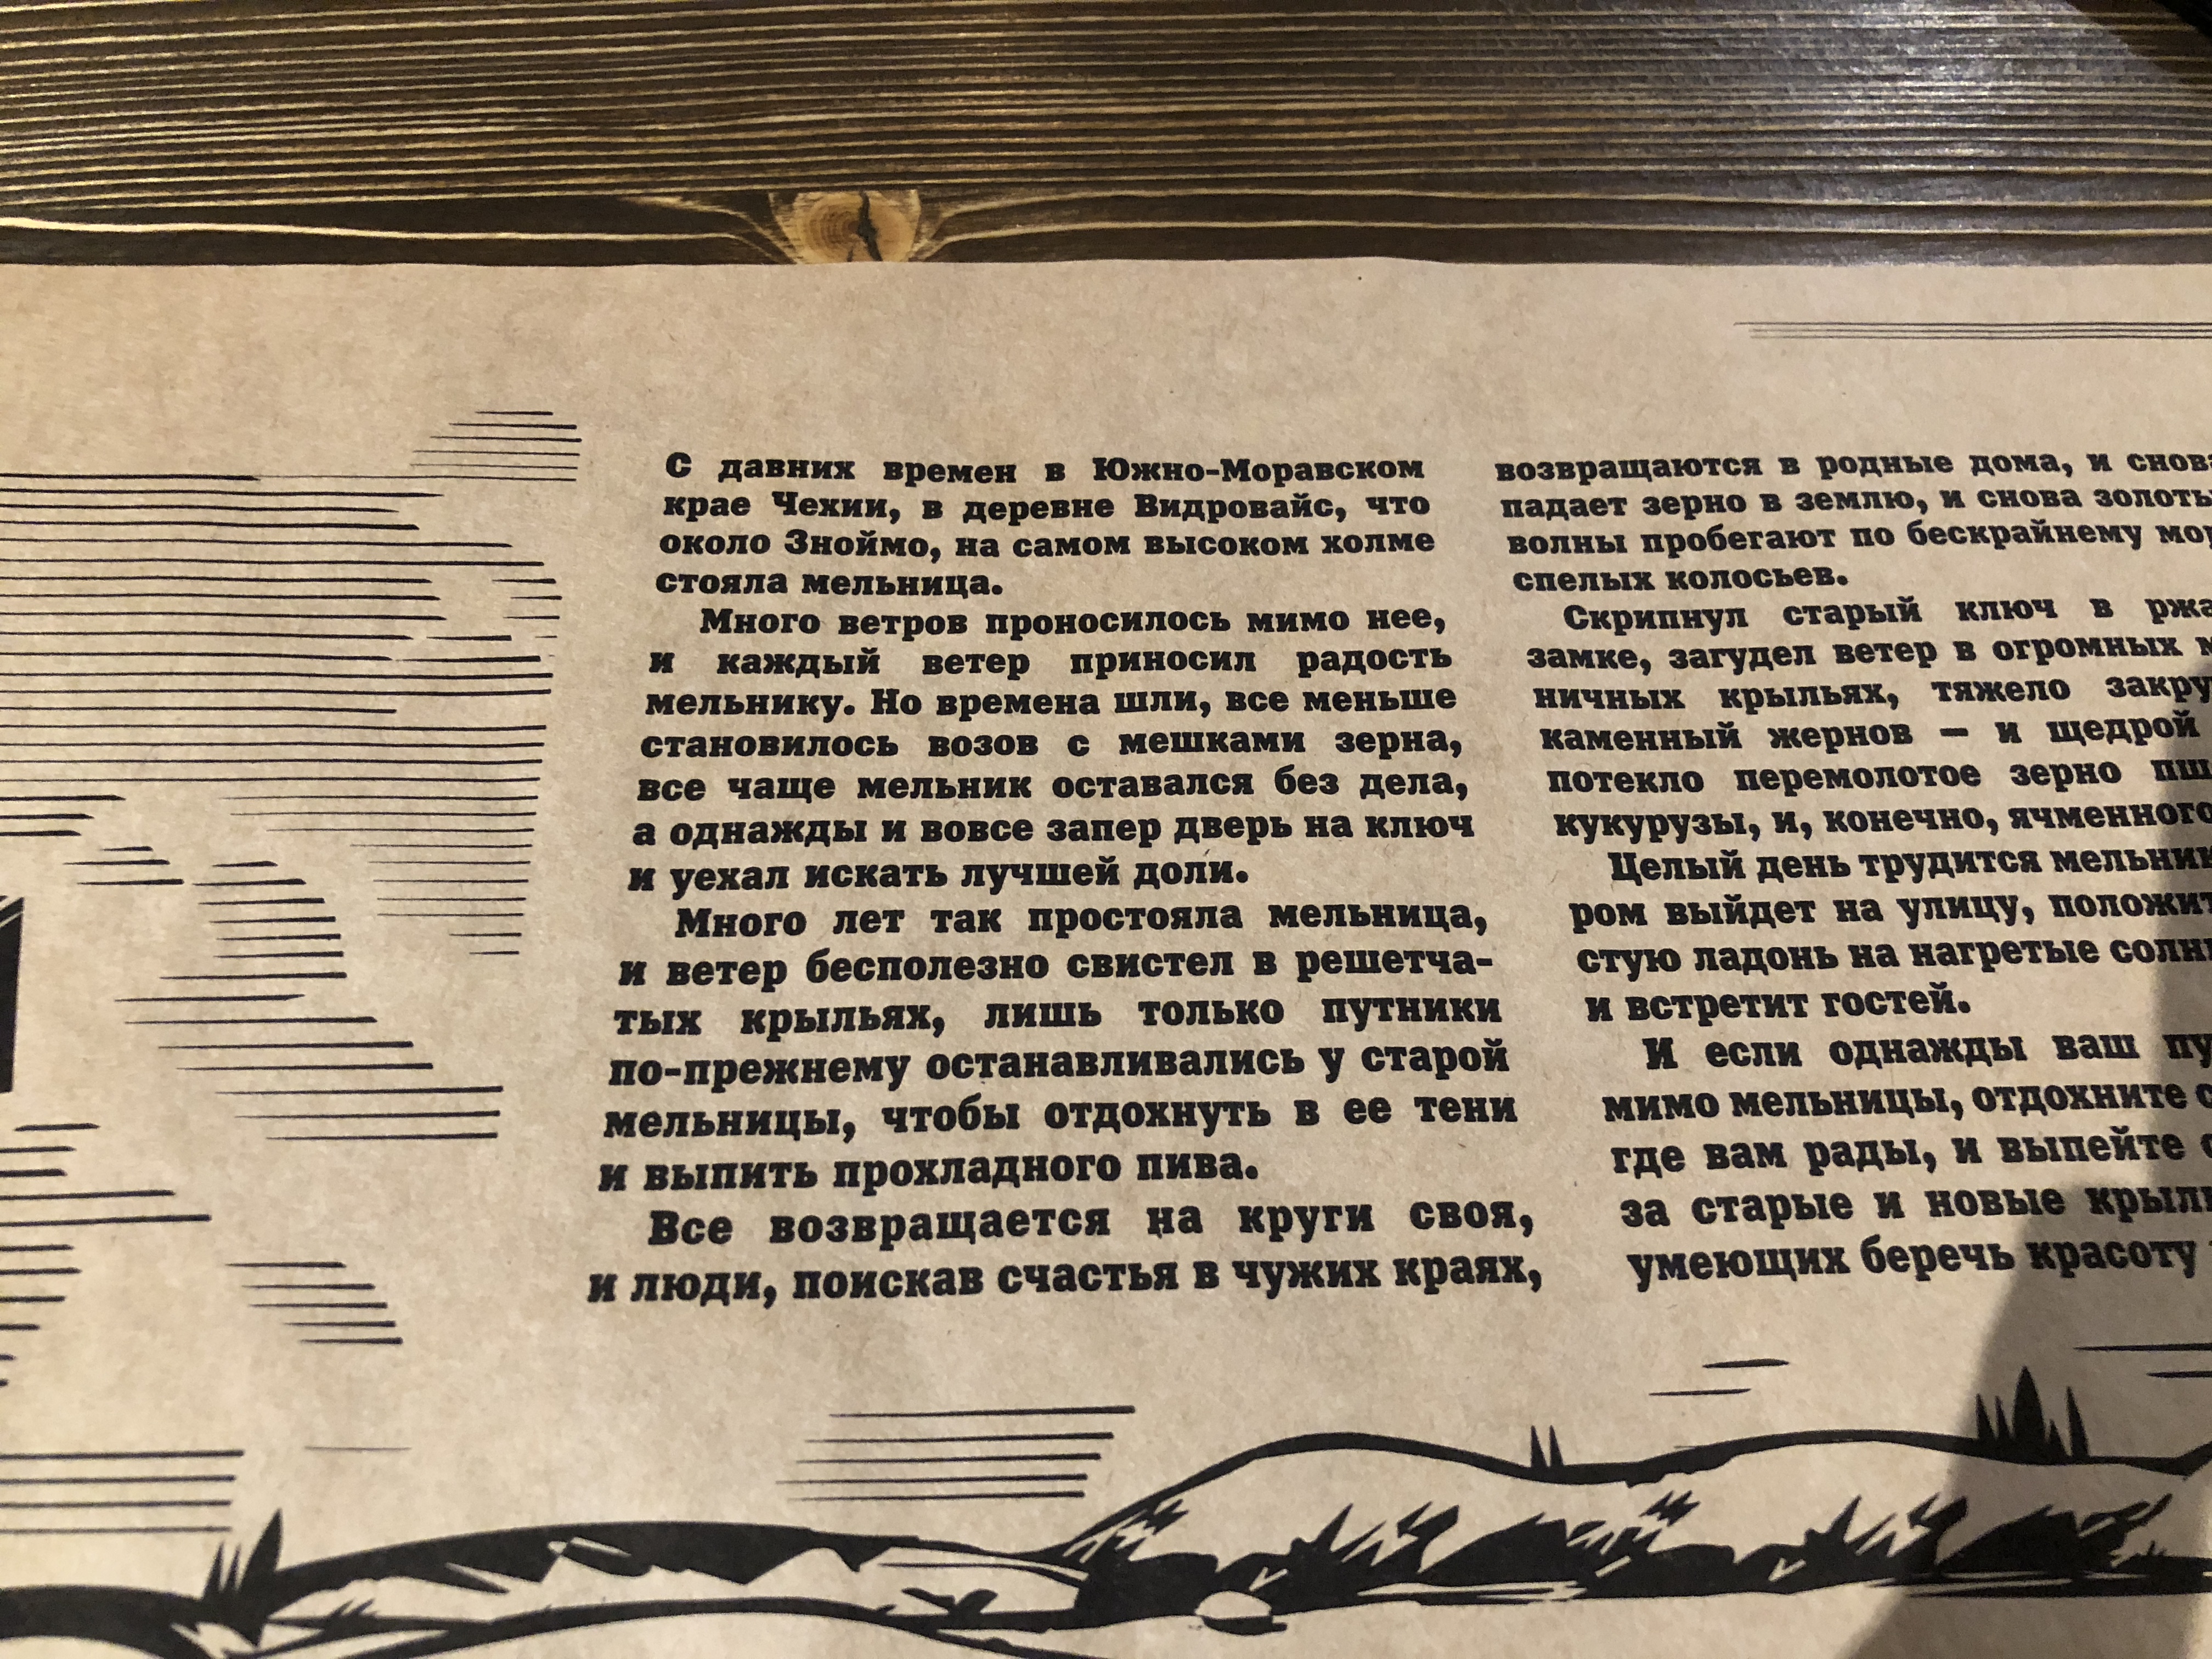 С давних времен в Южно-Моравском
крае Чехии, в деревне Видровайс, что
около Зноймо, на самом высоком холме
стояла мельница.
Много ветров проносилось мимо нее,
и каждый ветер приносил радость
мельнику. Но времена шли, все меньше
становилось возов с мешками зерна,
все чаще мельник оставался без дела,
а однажды и вовсе запер дверь на ключ
и уехал искать лучшей доли.
Много лет так простояла мельница,
и ветер бесполезно свистел в решетча-
тых крыльях, лишь только путники
по-прежнему останавливались у старой
мельницы, чтобы отдохнуть в ее тени
и выпить прохладного пива.
Все возвращается на круги своя,
и люди, поискав счастья в чужих краях,
возвращаются в родные дома, и снова
падает зерно в землю, и снова
волны пробегают по бескрайнему
спелых колосьев.
Скрипнул старый ключ в
замке, загудел ветер в огромных
ничных крыльях, тяжело
каменный жернов — и щедрой
потекло перемолотое зерно
кукурузы, и, конечно, ячменного
Целый день трудится мельник
ром выйдет на улицу, положит
стую ладонь на нагретые
и встретит гостей.
И если однажды ваш
мимо мельницы, отдохните
где вам рады, и выпейте
за старые и новые
умеющих беречь красоту